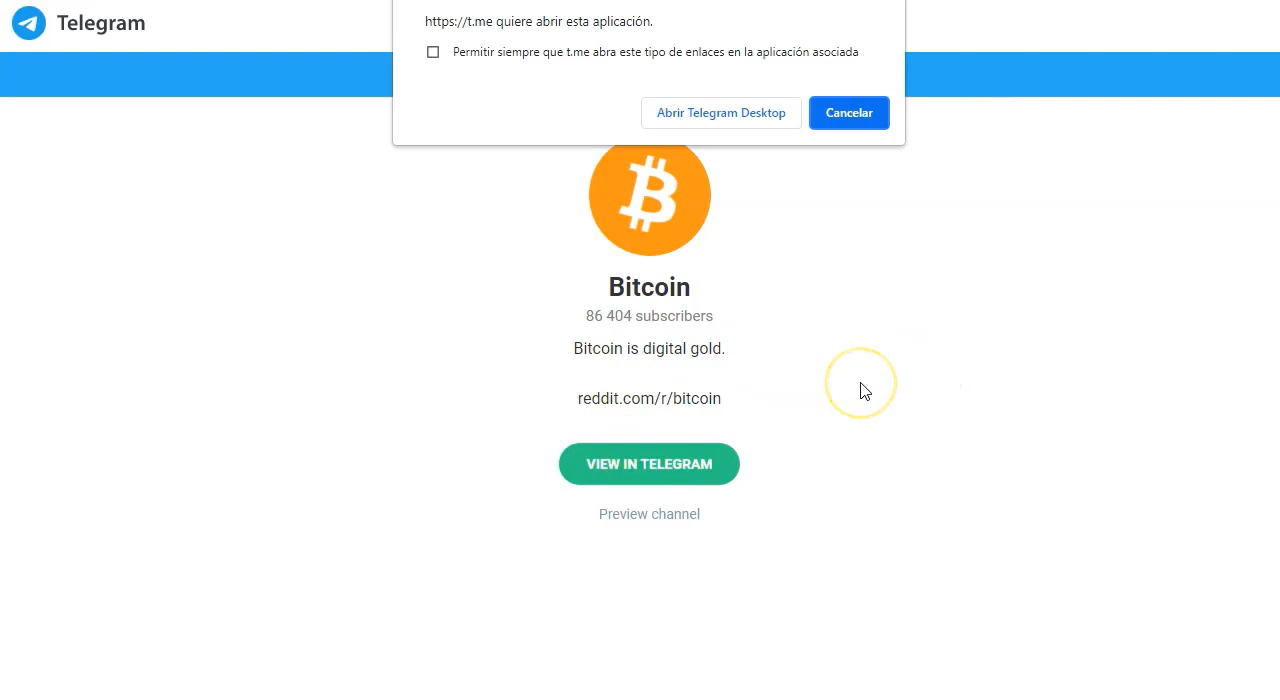 Telegram
https://t.me quiere abrir esta aplicación.
Permitir siempre que t.me abra este tipo de enlaces en la aplicación asociada
Abrir Telegram Desktop
Cancelar
Bitcoin
86 404 subscribers
Bitcoin is digital gold.
reddit.com/r/bitcoin
VIEW IN TELEGRAM
Preview channel